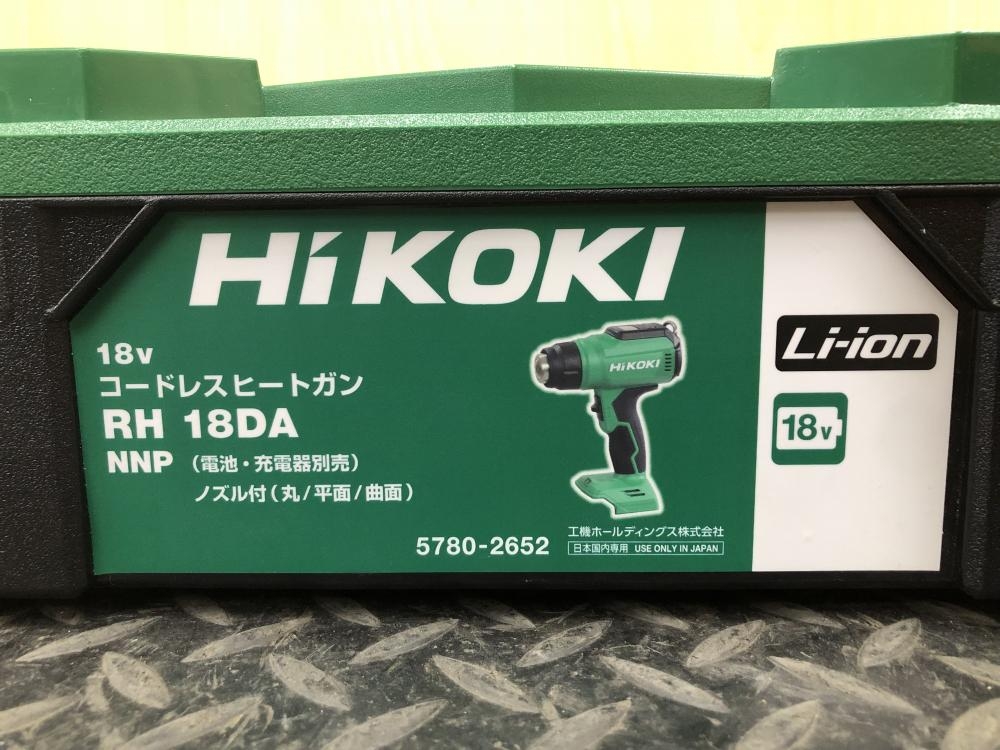 HiKOKI
18v
コードレスヒートガン
RH 18DA
NNP (電池・充電器別売)
ノズル付(丸/平面/曲面)
5780-2652
HiKOKI
工機ホールディングス株式会社
日本国内専用 USE ONLY IN JAPAN
Li-ion
18v